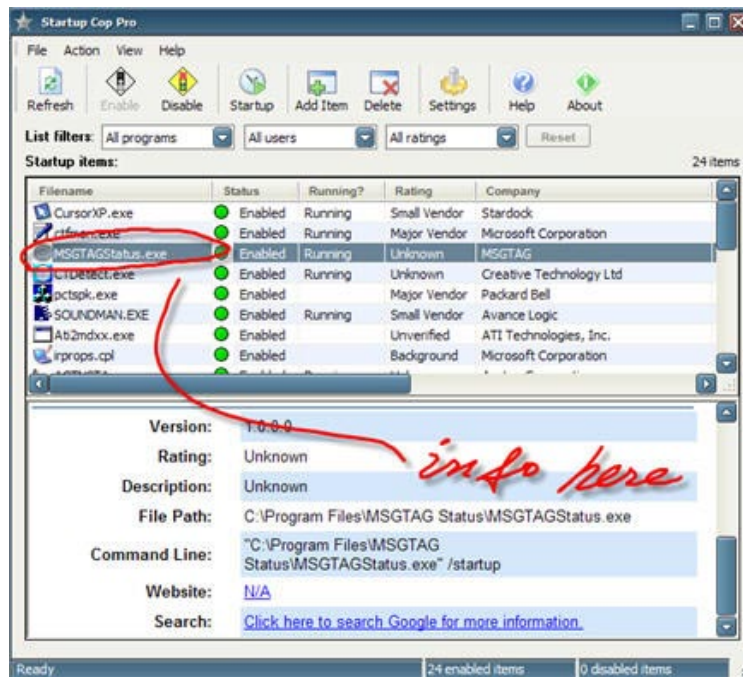 Startup Cop Pro
File Action View Help
Refresh Enable Disable Startup Add Item Delete Settings Help About
List filters: All programs All users All ratings Reset
Startup items: 24 items
Filename Status Running? Rating Company
CursorXP.exe Enabled Running Small Vendor Stardock
ctfmon.exe Enabled Running Major Vendor Microsoft Corporation
MSGTAGStatus.exe Enabled Running Unknown MSGTAG
CTDetect.exe Enabled Running Unknown Creative Technology Ltd
pctspk.exe Enabled Major Vendor Packard Bell
SOUNDMAN.EXE Enabled Running Small Vendor Avance Logic
Ati2mdxx.exe Enabled Unverified ATI Technologies, Inc.
irprops.cpl Enabled Background Microsoft Corporation
Version: 1.0.0.0
Rating: Unknown
info here
Description: Unknown
File Path: C:\Program Files\MSGTAG Status\MSGTAGStatus.exe
Command Line: "C:\Program Files\MSGTAG
Status\MSGTAGStatus.exe" /startup
Website: N/A
Search: Click here to search Google for more information.
Ready 24 enabled items 0 disabled items